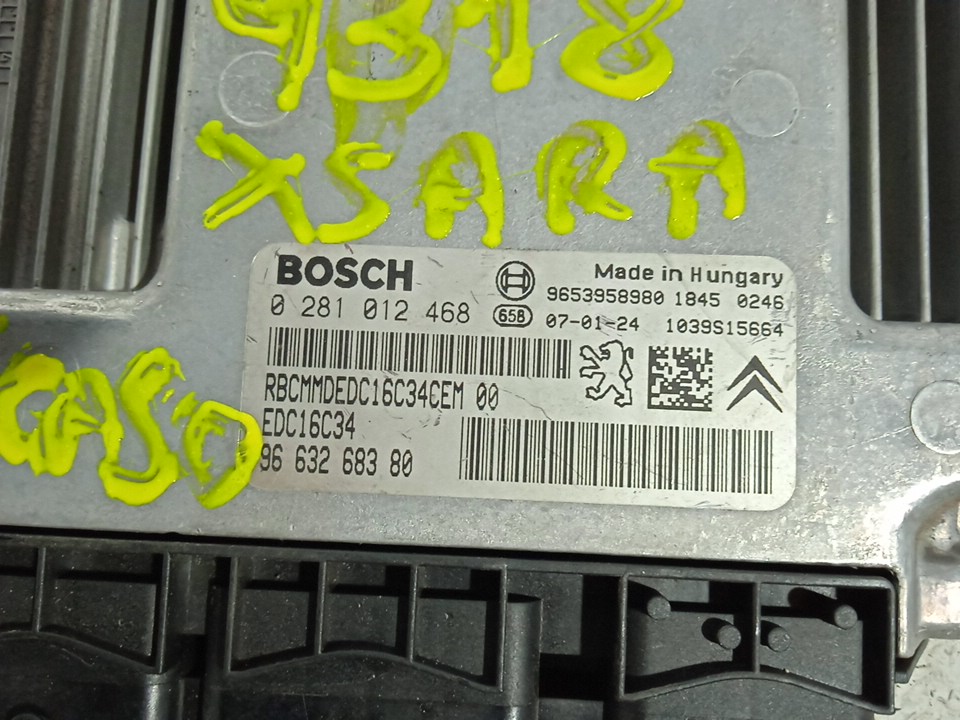 XSARA
BOSCH
Made in Hungary
0 281 012 468
9653958980 1845 0246
658 07-01-24 1039S15664
RBCMMDEDC16C34CEM 00
EDC16C34
96 632 683 80
CASO